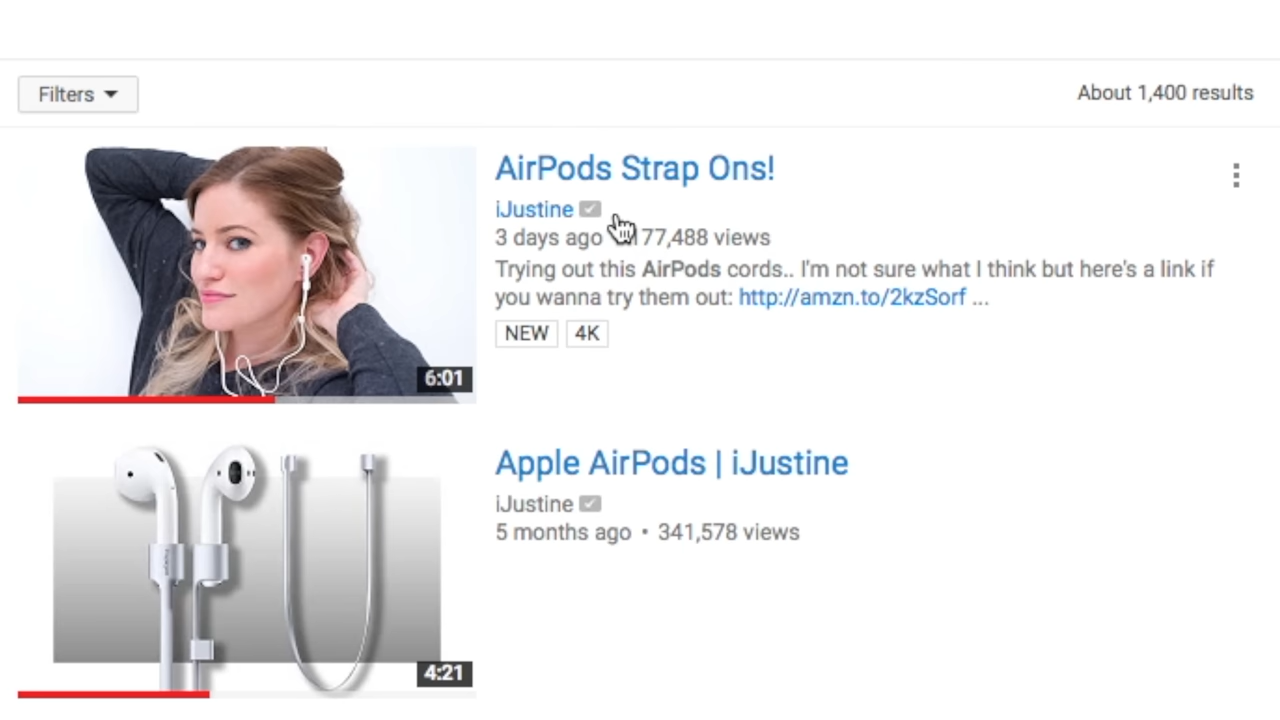 Filters
About 1,400 results
AirPods Strap Ons!
iJustine
3 days ago 77,488 views
Trying out this AirPods cords.. I'm not sure what I think but here's a link if
you wanna try them out: http://amzn.to/2kzSorf ...
NEW 4K
6:01
Apple AirPods | iJustine
iJustine
5 months ago • 341,578 views
4:21